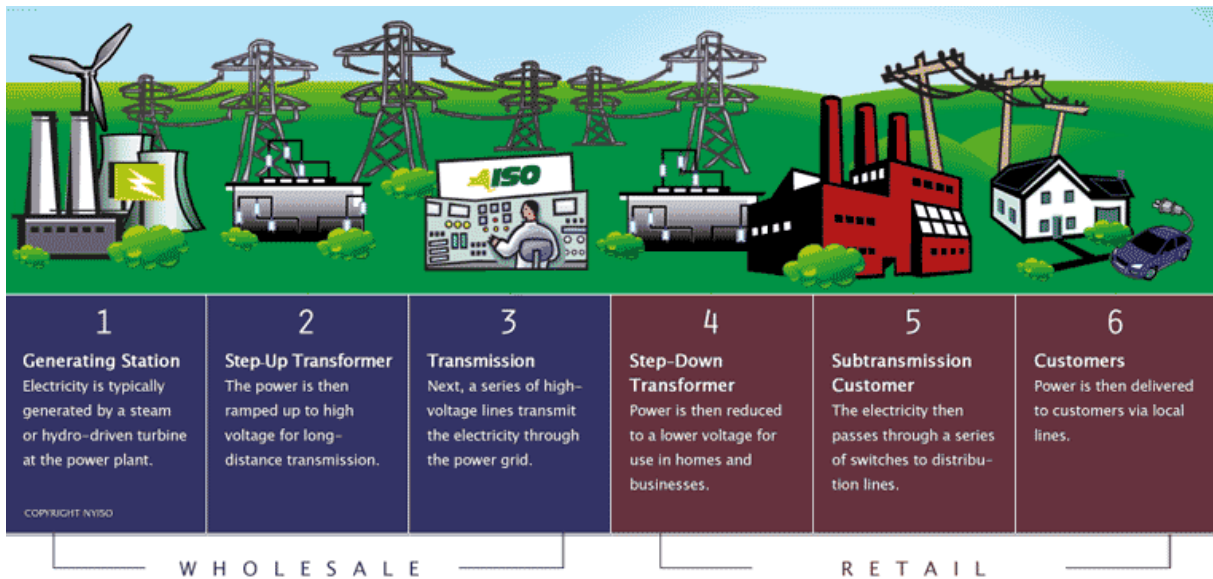 ISO
1
Generating Station
Electricity is typically
generated by a steam
or hydro-driven turbine
at the power plant.
COPYRIGHT NYISO
2
Step-Up Transformer
The power is then
ramped up to high
voltage for long-
distance transmission.
3
Transmission
Next, a series of high-
voltage lines transmit
the electricity through
the power grid.
4
Step-Down
Transformer
Power is then reduced
to a lower voltage for
use in homes and
businesses.
5
Subtransmission
Customer
The electricity then
passes through a series
of switches to distribu-
tion lines.
6
Customers
Power is then delivered
to customers via local
lines.
WHOLESALE
RETAIL